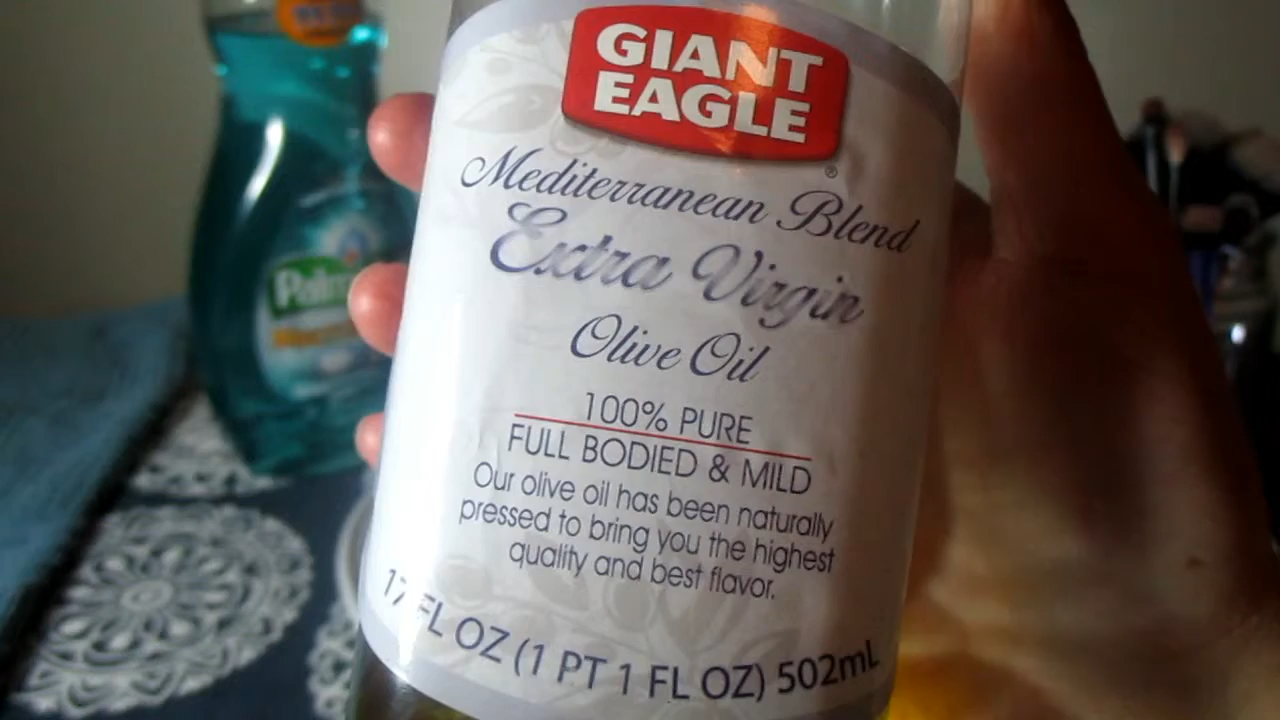 GIANT
EAGLE
®
Mediterranean Blend
Extra Virgin
Olive Oil
100% PURE
FULL BODIED & MILD
Our olive oil has been naturally
pressed to bring you the highest
quality and best flavor.
17 FL OZ (1 PT 1 FL OZ) 502mL